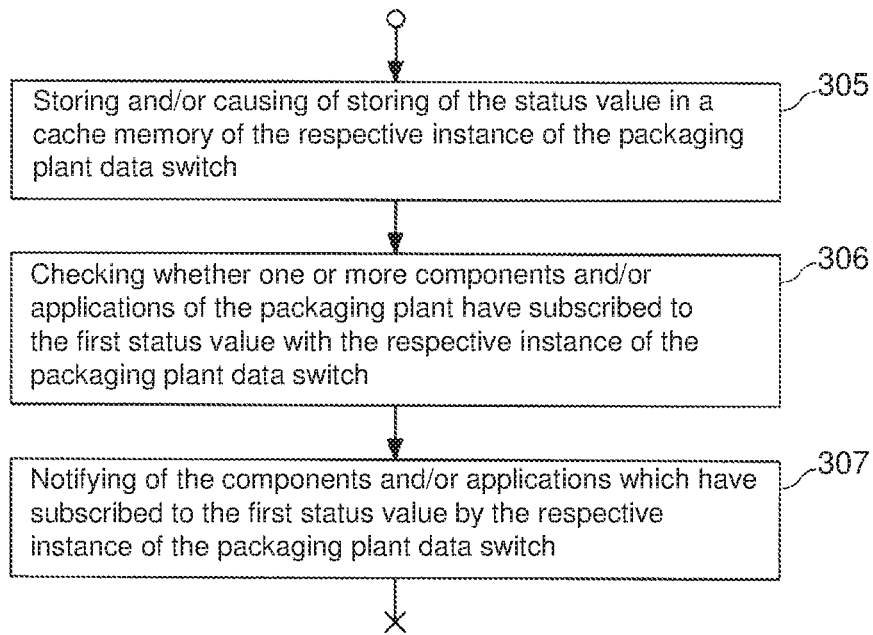 305
Storing and/or causing of storing of the status value in a
cache memory of the respective instance of the packaging
plant data switch
306
Checking whether one or more components and/or
applications of the packaging plant have subscribed to
the first status value with the respective instance of the
packaging plant data switch
307
Notifying of the components and/or applications which have
subscribed to the first status value by the respective
instance of the packaging plant data switch